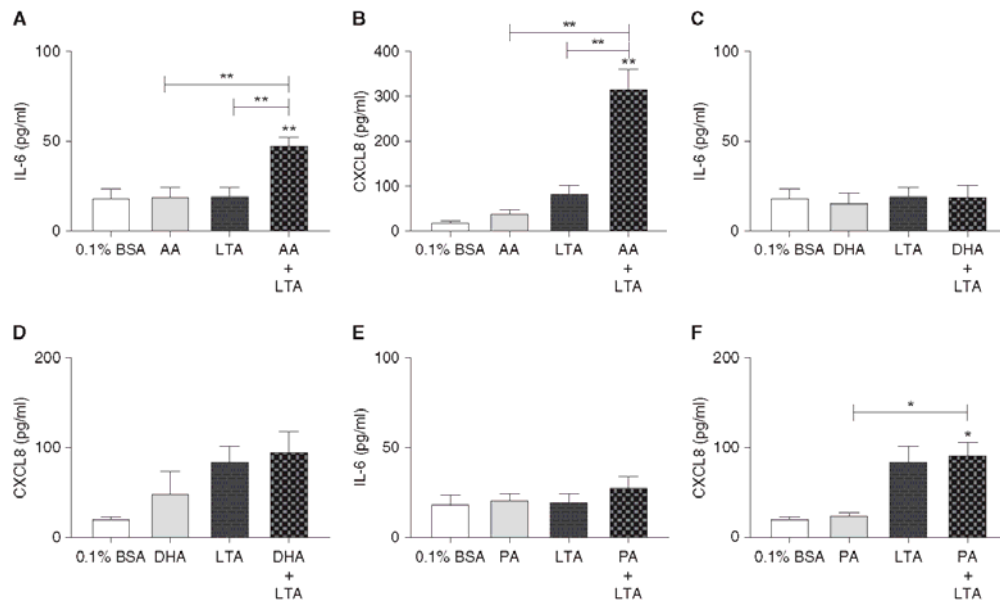 A
IL-6 (pg/ml)
100
50
0
**
**
**
0.1% BSA AA LTA AA
+
LTA
B
CXCL8 (pg/ml)
400
300
200
100
0
**
**
**
0.1% BSA AA LTA AA
+
LTA
C
IL-6 (pg/ml)
100
50
0
0.1% BSA DHA LTA DHA
+
LTA
D
CXCL8 (pg/ml)
200
100
0
0.1% BSA DHA LTA DHA
+
LTA
E
IL-6 (pg/ml)
100
50
0
0.1% BSA PA LTA PA
+
LTA
F
CXCL8 (pg/ml)
200
100
0
*
*
0.1% BSA PA LTA PA
+
LTA